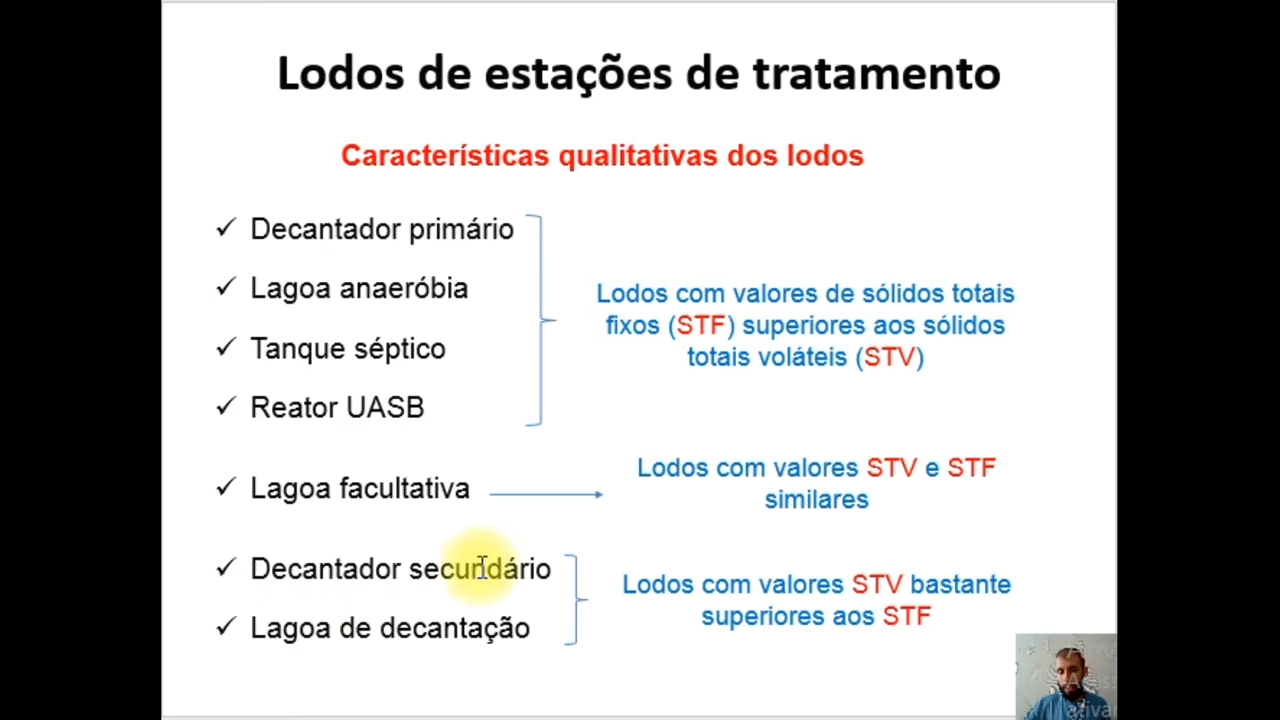 Lodos de estações de tratamento
Características qualitativas dos lodos
✓ Decantador primário
✓ Lagoa anaeróbia
✓ Tanque séptico
✓ Reator UASB
Lodos com valores de sólidos totais
fixos (STF) superiores aos sólidos
totais voláteis (STV)
✓ Lagoa facultativa
Lodos com valores STV e STF
similares
✓ Decantador secundário
✓ Lagoa de decantação
Lodos com valores STV bastante
superiores aos STF